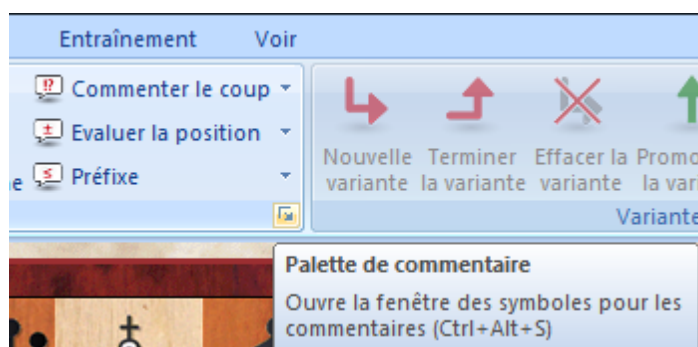 Entraînement Voir
Commenter le coup
Evaluer la position
Préfixe
Nouvelle variante
Terminer la variante
Effacer la variante
Variante
Palette de commentaire
Ouvre la fenêtre des symboles pour les
commentaires (Ctrl+Alt+S)